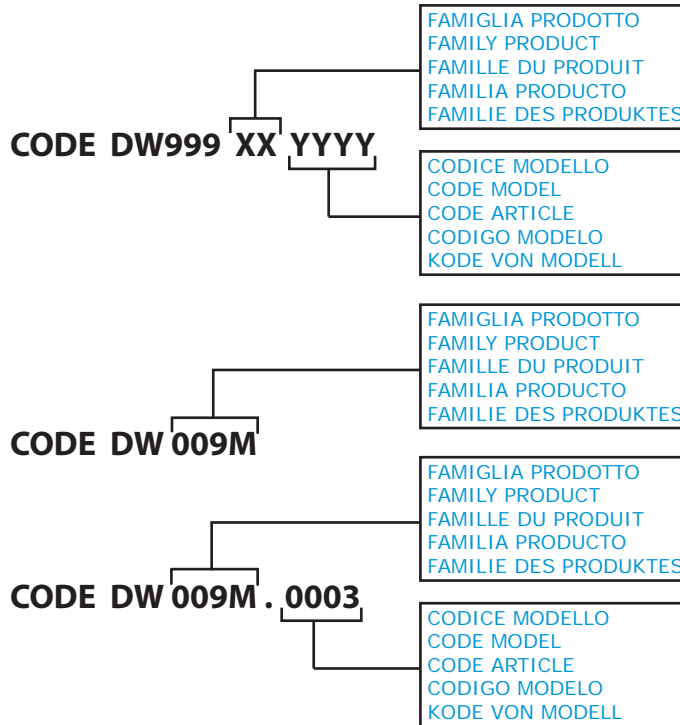 FAMIGLIA PRODOTTO
FAMILY PRODUCT
FAMILLE DU PRODUIT
FAMILIA PRODUCTO
FAMILIE DES PRODUKTES
CODE DW999 XX YYYY
CODICE MODELLO
CODE MODEL
CODE ARTICLE
CODIGO MODELO
KODE VON MODELL
FAMIGLIA PRODOTTO
FAMILY PRODUCT
FAMILLE DU PRODUIT
FAMILIA PRODUCTO
FAMILIE DES PRODUKTES
CODE DW 009M
FAMIGLIA PRODOTTO
FAMILY PRODUCT
FAMILLE DU PRODUIT
FAMILIA PRODUCTO
FAMILIE DES PRODUKTES
CODE DW 009M . 0003
CODICE MODELLO
CODE MODEL
CODE ARTICLE
CODIGO MODELO
KODE VON MODELL